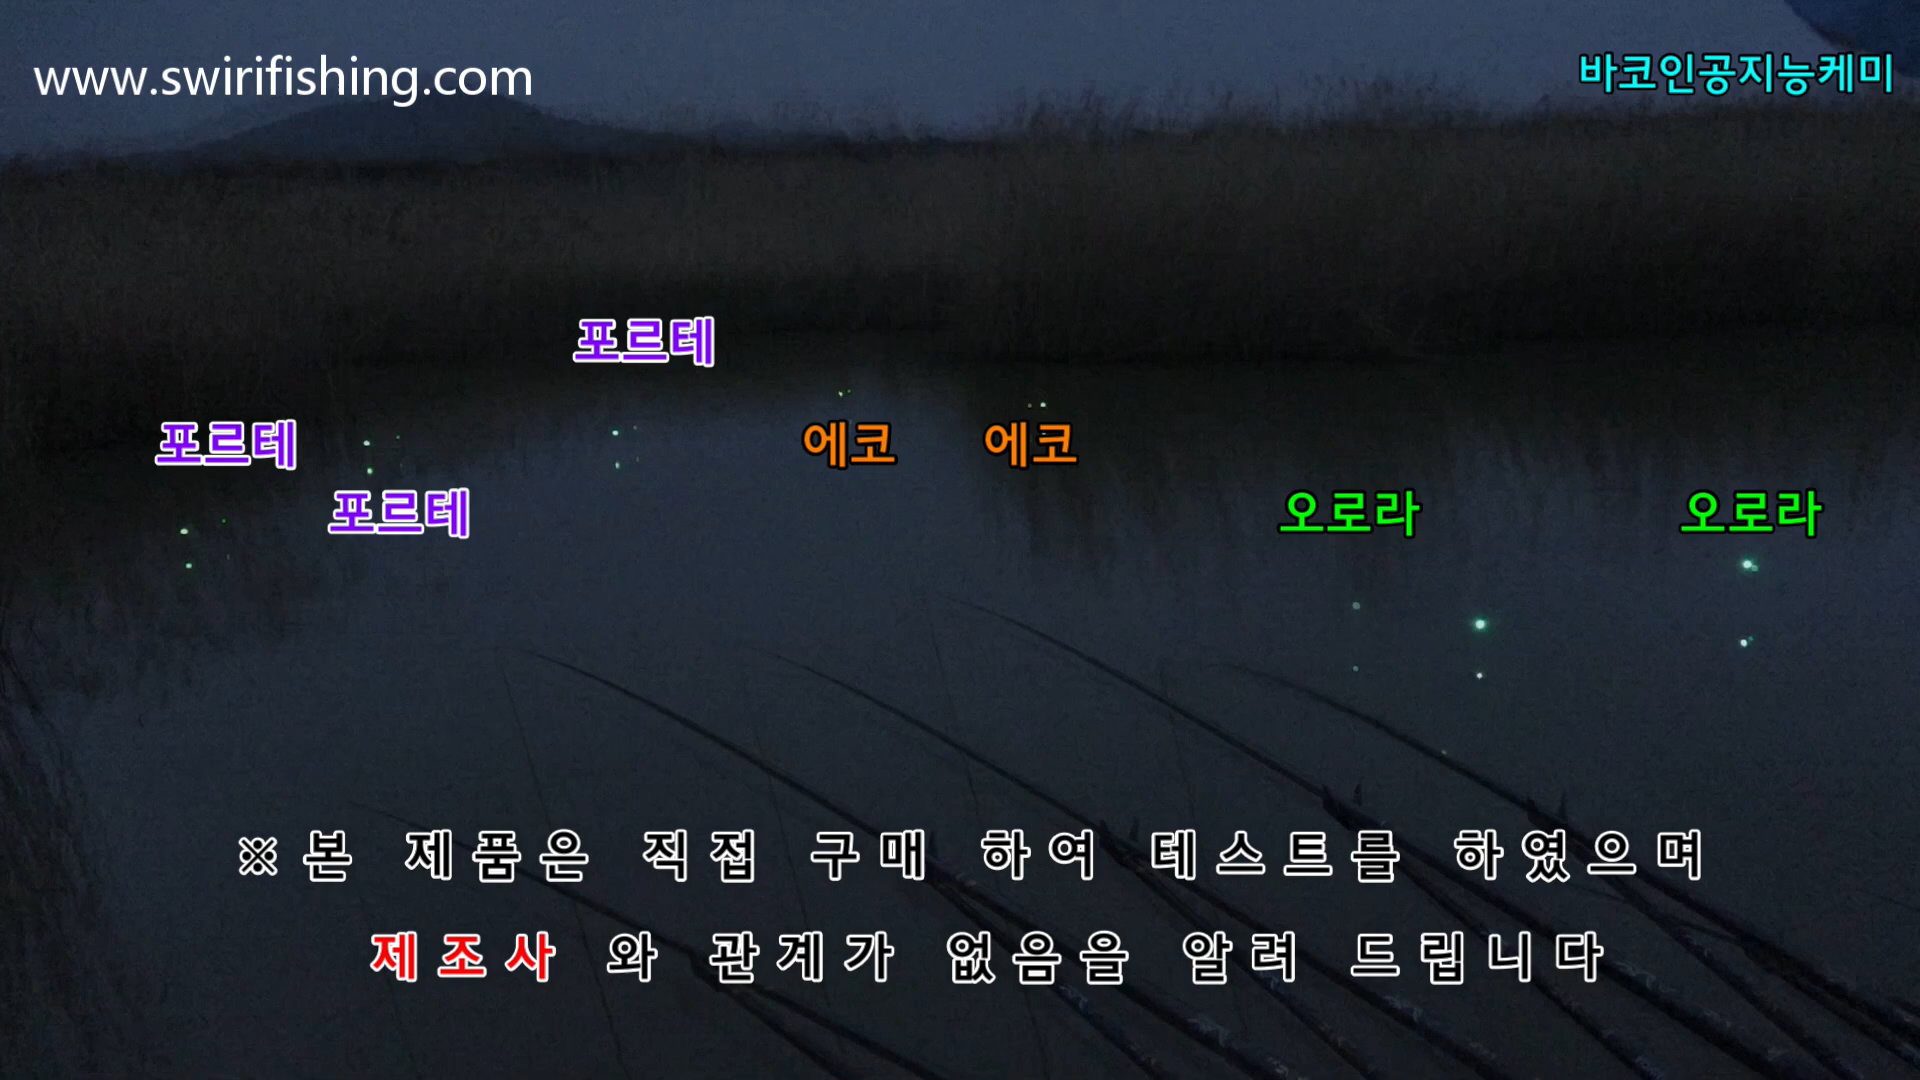 www.swirifishing.com
바코인공지능케미
포르테
포르테
에코
에코
포르테
오로라
오로라
※본 제품은 직접 구매 하여 테스트를 하였으며
제조사 와 관계가 없음을 알려 드립니다